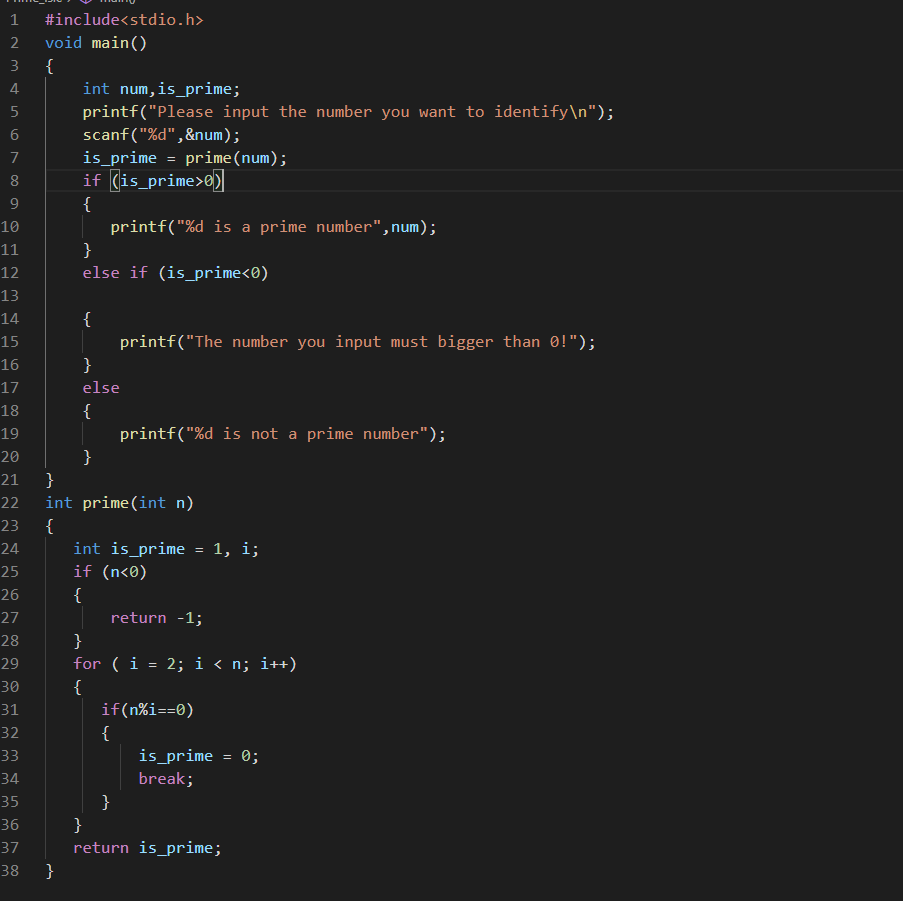 1 #include<stdio.h>
2 void main()
3 {
4     int num,is_prime;
5     printf("Please input the number you want to identify\n");
6     scanf("%d",&num);
7     is_prime = prime(num);
8     if (is_prime>0)
9     {
10        printf("%d is a prime number",num);
11    }
12    else if (is_prime<0)
13
14    {
15        printf("The number you input must bigger than 0!");
16    }
17    else
18    {
19        printf("%d is not a prime number");
20    }
21 }
22 int prime(int n)
23 {
24    int is_prime = 1, i;
25    if (n<0)
26    {
27        return -1;
28    }
29    for ( i = 2; i < n; i++)
30    {
31       if(n%i==0)
32       {
33           is_prime = 0;
34           break;
35       }
36    }
37    return is_prime;
38 }